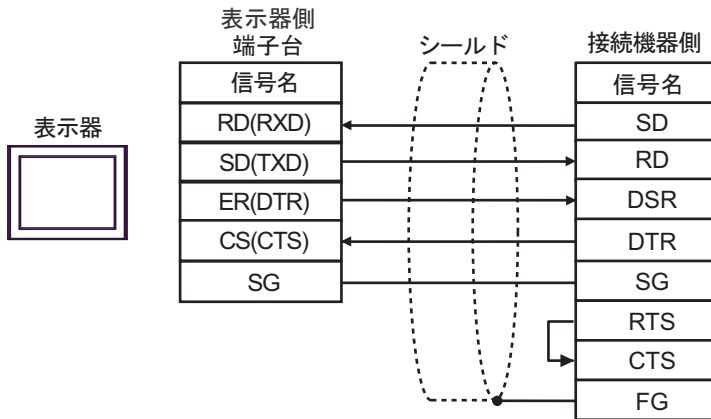 表示器側
端子台
シールド
接続機器側
表示器
信号名
RD(RXD)
SD(TXD)
ER(DTR)
CS(CTS)
SG
信号名
SD
RD
DSR
DTR
SG
RTS
CTS
FG